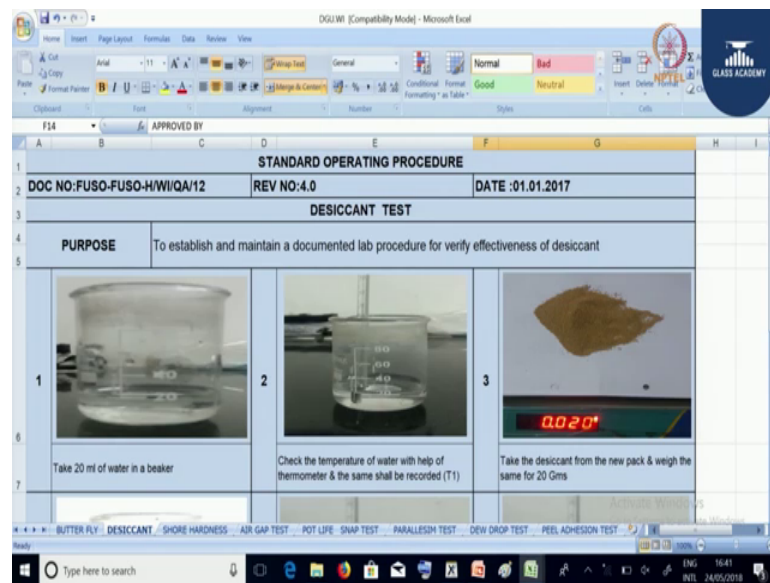 DGU.WI [Compatibility Mode] - Microsoft Excel
Home Insert Page Layout Formulas Data Review View
Cut
Copy
Format Painter
Paste
Clipboard
Arial
11
Font
Wrap Text
Merge & Center
Alignment
General
Number
Conditional Formatting
Format as Table
Normal Bad
Good Neutral
Styles
Insert Delete Format
Cells
NPTEL
GLASS ACADEMY
F14 APPROVED BY
A B C D E F G H I
1 STANDARD OPERATING PROCEDURE
2 DOC NO:FUSO-FUSO-H/WI/QA/12 REV NO:4.0 DATE :01.01.2017
3 DESICCANT TEST
4 PURPOSE To establish and maintain a documented lab procedure for verify effectiveness of desiccant
5
1 2 3
0.020
6
Take 20 ml of water in a beaker
Check the temperature of water with help of
thermometer & the same shall be recorded (T1)
Take the desiccant from the new pack & weigh the
same for 20 Gms
7
BUTTER FLY DESICCANT SHORE HARDNESS AIR GAP TEST POT LIFE SNAP TEST PARALLESIM TEST DEW DROP TEST PEEL ADHESION TEST
Ready 100%
Type here to search
ENG 16:41
INTL 24/05/2018